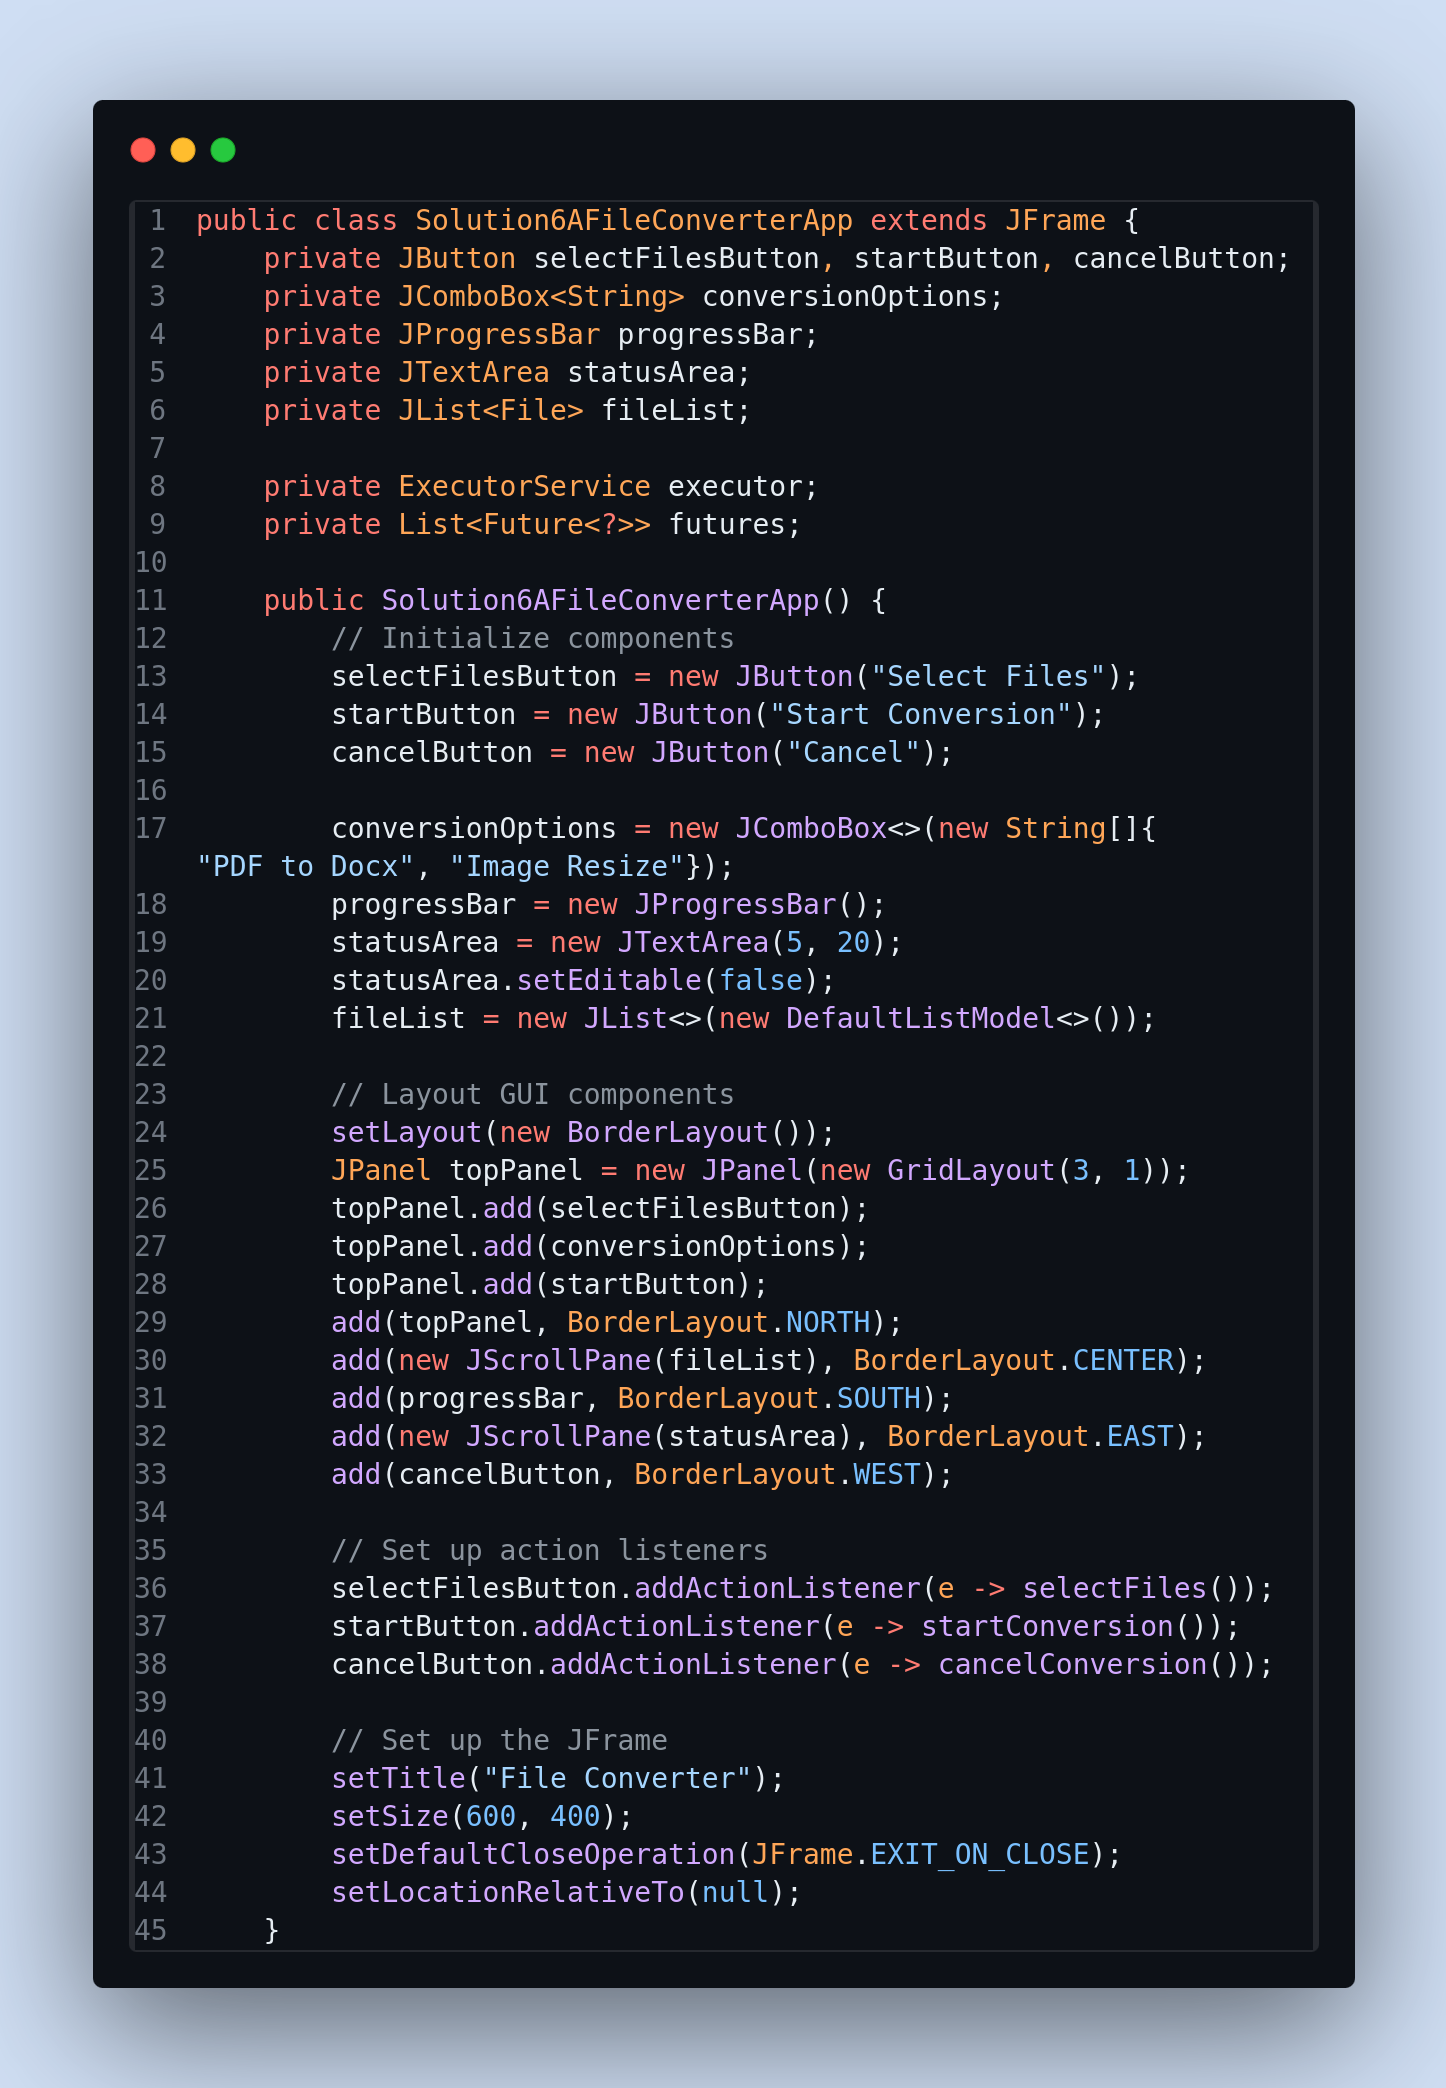 1 public class Solution6AFileConverterApp extends JFrame {
2     private JButton selectFilesButton, startButton, cancelButton;
3     private JComboBox<String> conversionOptions;
4     private JProgressBar progressBar;
5     private JTextArea statusArea;
6     private JList<File> fileList;
7
8     private ExecutorService executor;
9     private List<Future<?>> futures;
10
11     public Solution6AFileConverterApp() {
12         // Initialize components
13         selectFilesButton = new JButton("Select Files");
14         startButton = new JButton("Start Conversion");
15         cancelButton = new JButton("Cancel");
16
17         conversionOptions = new JComboBox<>(new String[]{
"PDF to Docx", "Image Resize"});
18         progressBar = new JProgressBar();
19         statusArea = new JTextArea(5, 20);
20         statusArea.setEditable(false);
21         fileList = new JList<>(new DefaultListModel<>());
22
23         // Layout GUI components
24         setLayout(new BorderLayout());
25         JPanel topPanel = new JPanel(new GridLayout(3, 1));
26         topPanel.add(selectFilesButton);
27         topPanel.add(conversionOptions);
28         topPanel.add(startButton);
29         add(topPanel, BorderLayout.NORTH);
30         add(new JScrollPane(fileList), BorderLayout.CENTER);
31         add(progressBar, BorderLayout.SOUTH);
32         add(new JScrollPane(statusArea), BorderLayout.EAST);
33         add(cancelButton, BorderLayout.WEST);
34
35         // Set up action listeners
36         selectFilesButton.addActionListener(e -> selectFiles());
37         startButton.addActionListener(e -> startConversion());
38         cancelButton.addActionListener(e -> cancelConversion());
39
40         // Set up the JFrame
41         setTitle("File Converter");
42         setSize(600, 400);
43         setDefaultCloseOperation(JFrame.EXIT_ON_CLOSE);
44         setLocationRelativeTo(null);
45     }